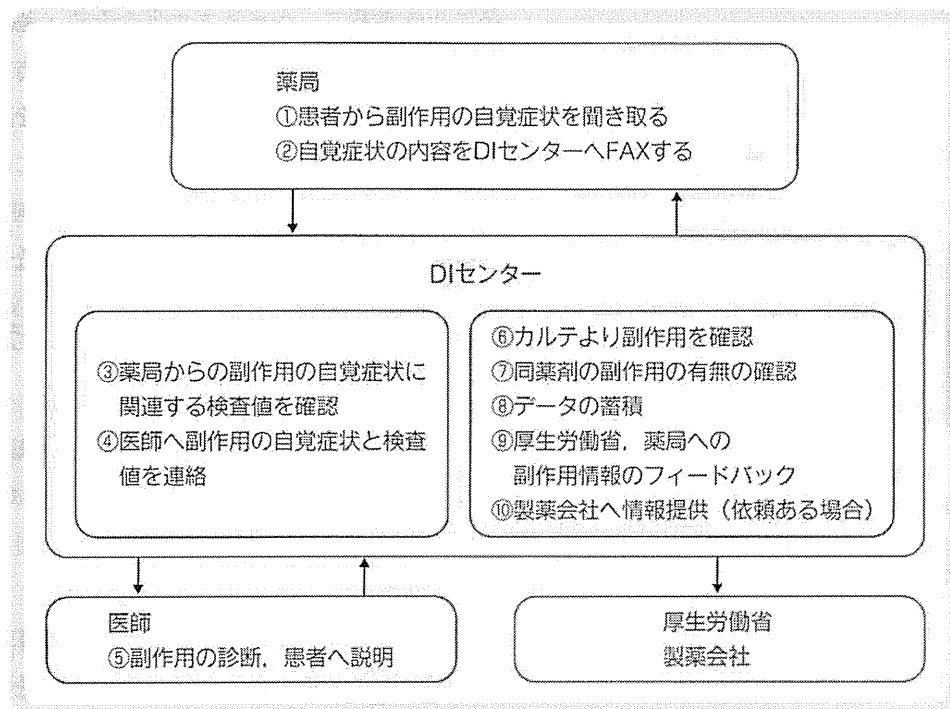 薬局
①患者から副作用の自覚症状を聞き取る
②自覚症状の内容をDIセンターへFAXする
DIセンター
③薬局からの副作用の自覚症状に
関連する検査値を確認
④医師へ副作用の自覚症状と検査
値を連絡
⑥カルテより副作用を確認
⑦同薬剤の副作用の有無の確認
⑧データの蓄積
⑨厚生労働省，薬局への
副作用情報のフィードバック
⑩製薬会社へ情報提供（依頼ある場合）
医師
⑤副作用の診断，患者へ説明
厚生労働省
製薬会社